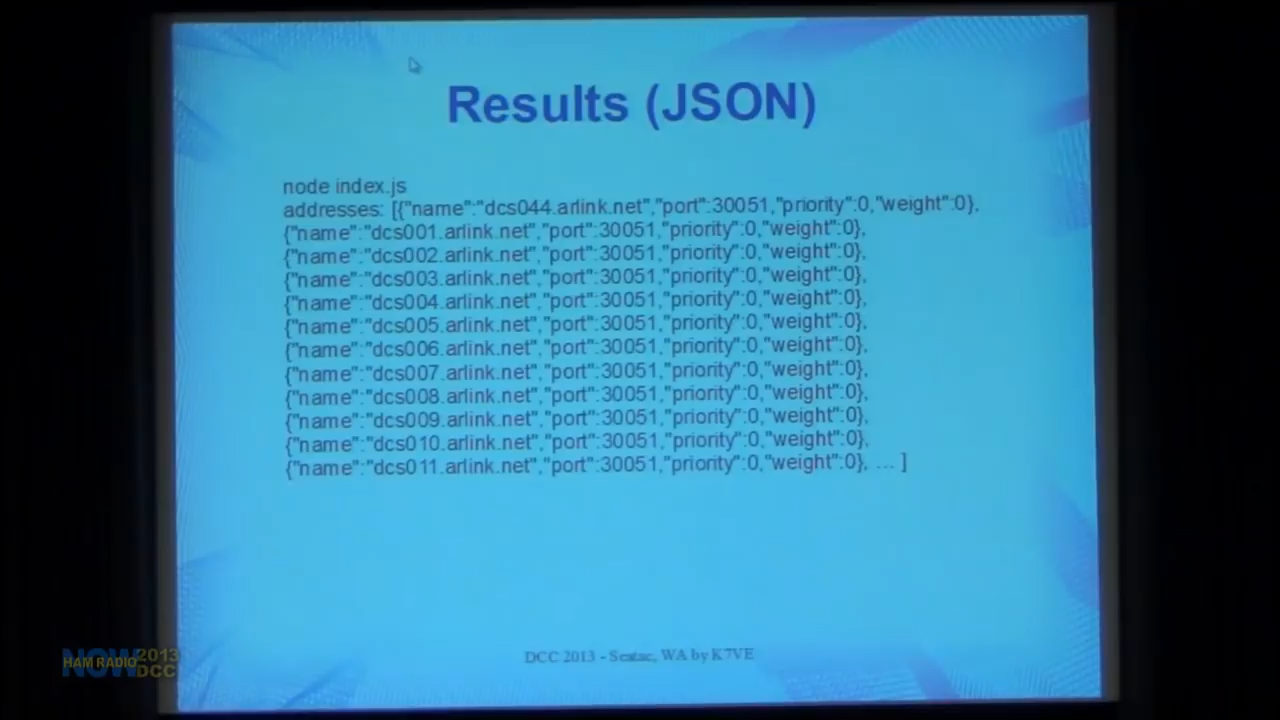 Results (JSON)
node index.js
addresses: [{"name":"dcs044.arlink.net","port":30051,"priority":0,"weight":0},
{"name":"dcs001.arlink.net","port":30051,"priority":0,"weight":0},
{"name":"dcs002.arlink.net","port":30051,"priority":0,"weight":0},
{"name":"dcs003.arlink.net","port":30051,"priority":0,"weight":0},
{"name":"dcs004.arlink.net","port":30051,"priority":0,"weight":0},
{"name":"dcs005.arlink.net","port":30051,"priority":0,"weight":0},
{"name":"dcs006.arlink.net","port":30051,"priority":0,"weight":0},
{"name":"dcs007.arlink.net","port":30051,"priority":0,"weight":0},
{"name":"dcs008.arlink.net","port":30051,"priority":0,"weight":0},
{"name":"dcs009.arlink.net","port":30051,"priority":0,"weight":0},
{"name":"dcs010.arlink.net","port":30051,"priority":0,"weight":0},
{"name":"dcs011.arlink.net","port":30051,"priority":0,"weight":0}, ... ]
DCC 2013 - Seatac, WA by K7VE
HAM RADIO NOW 2013 DCC